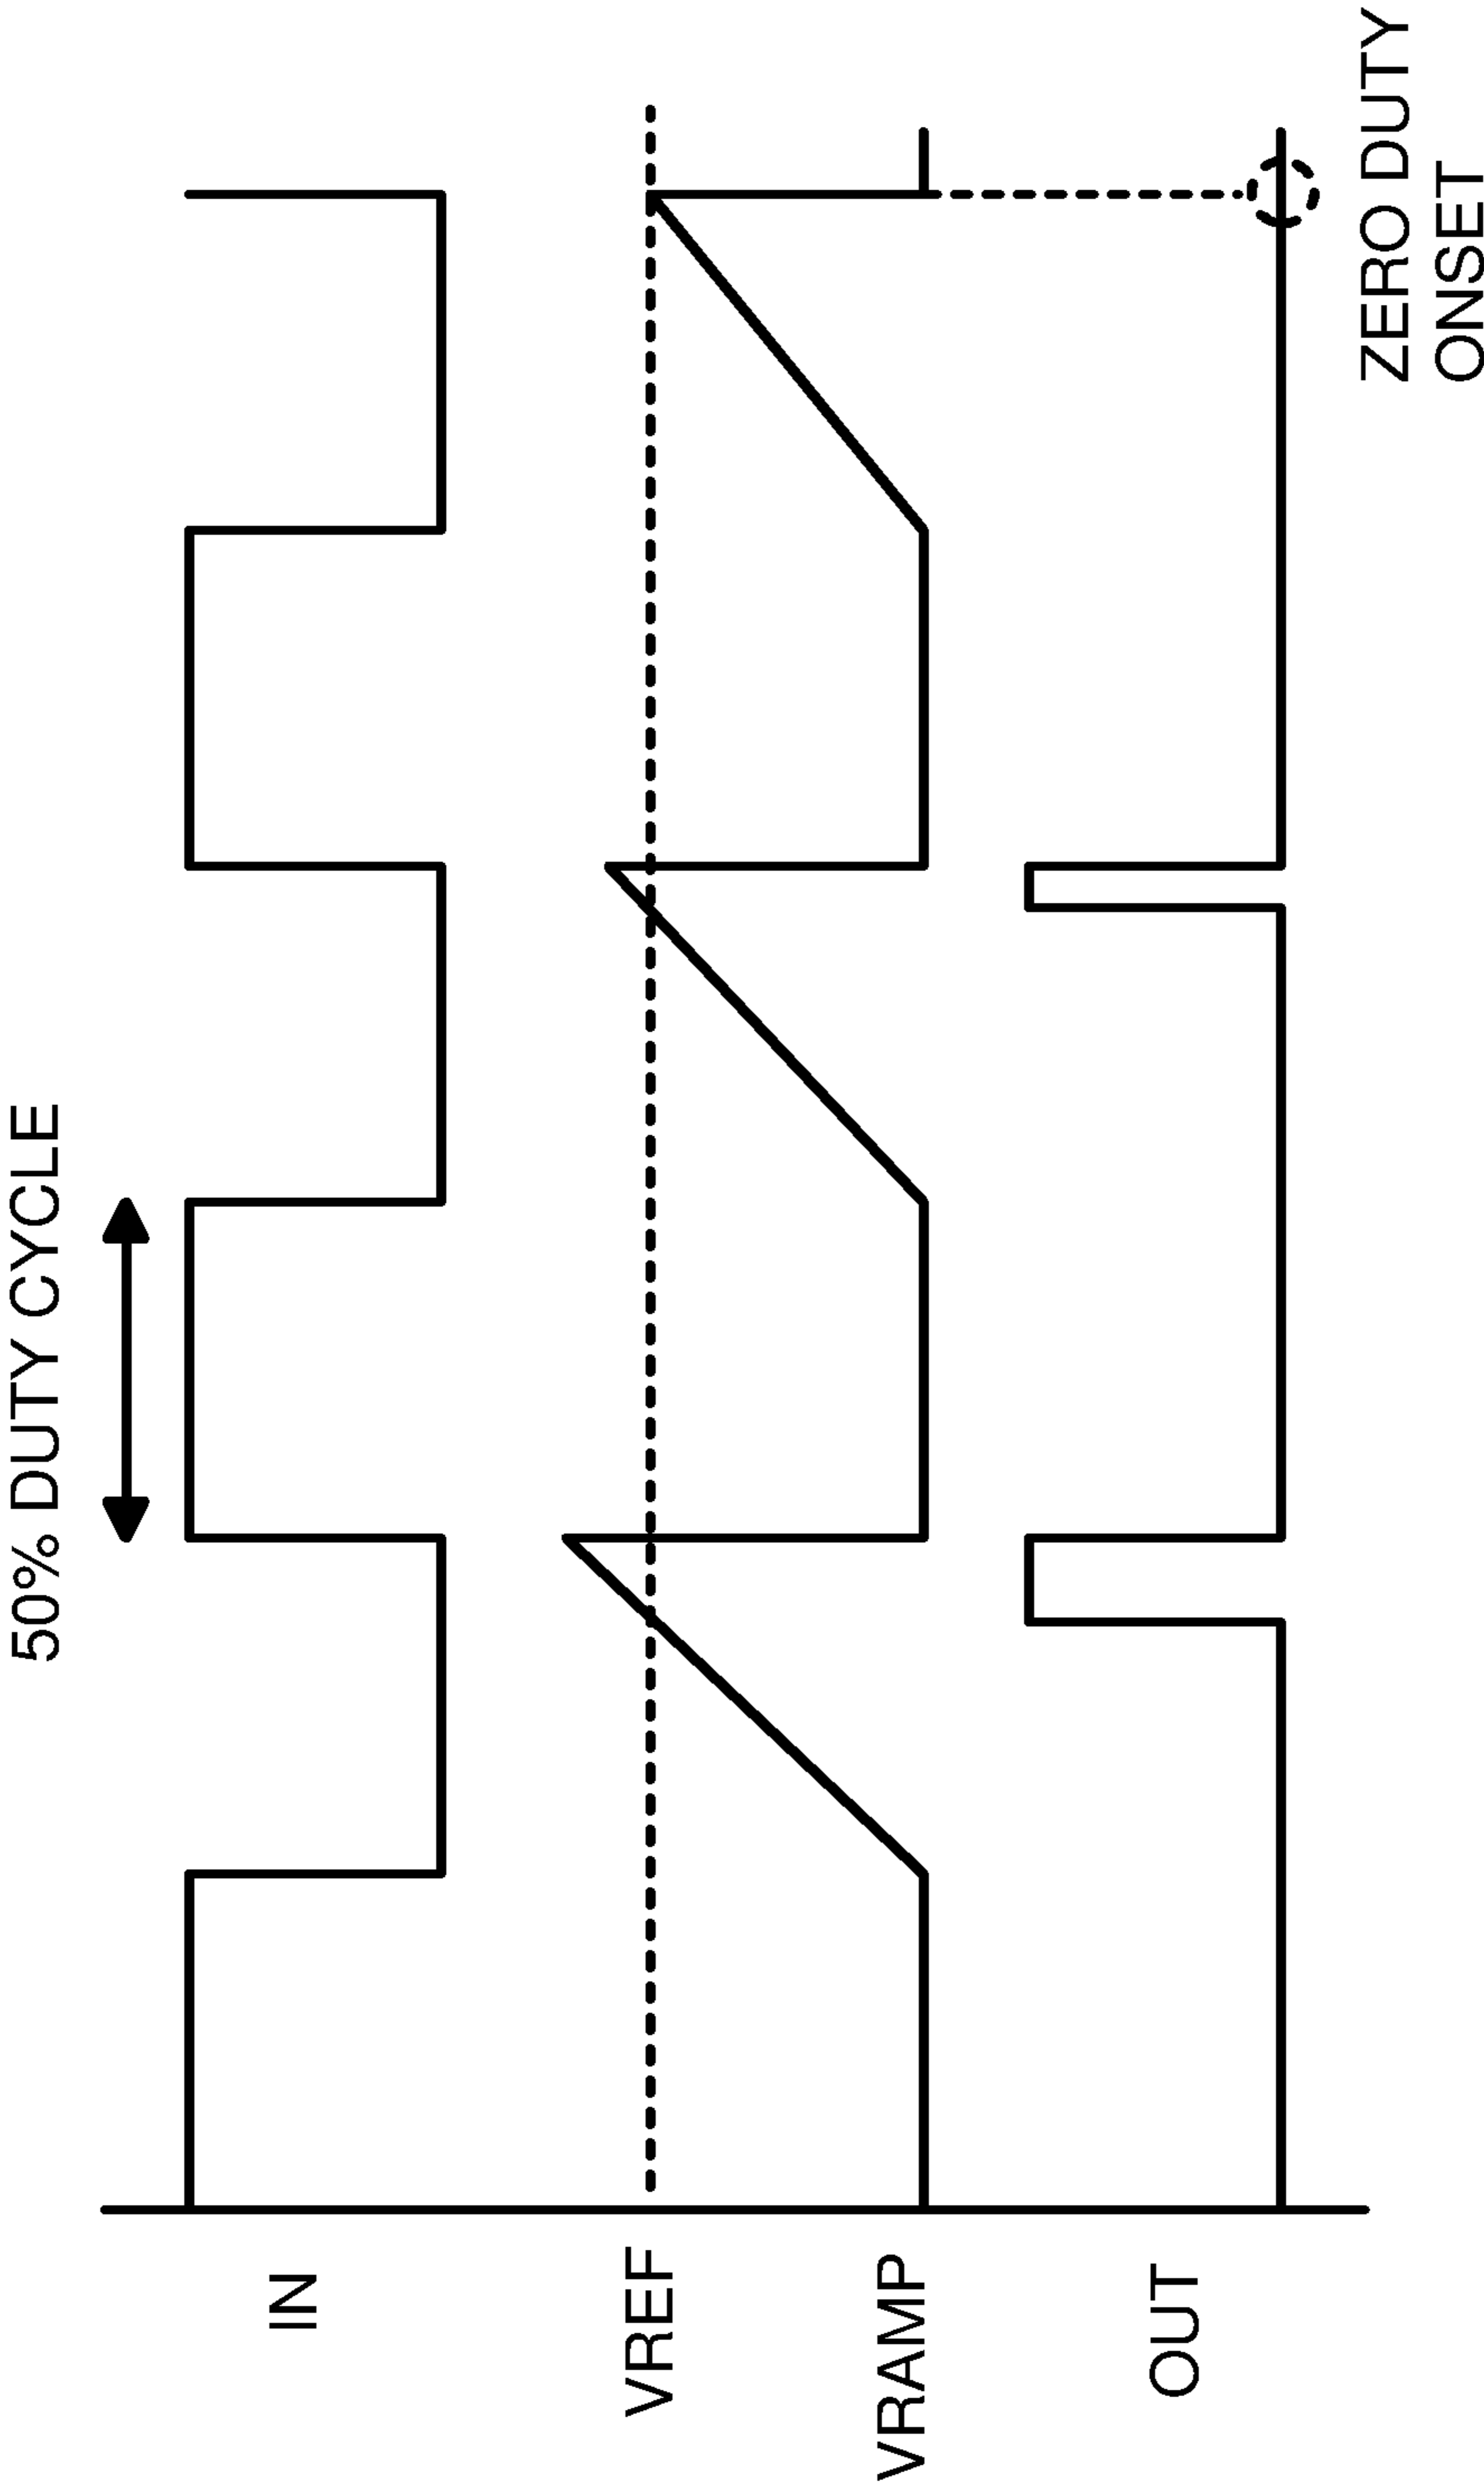 50% DUTY CYCLE
IN
VREF
VRAMP
OUT
ZERO DUTY
ONSET